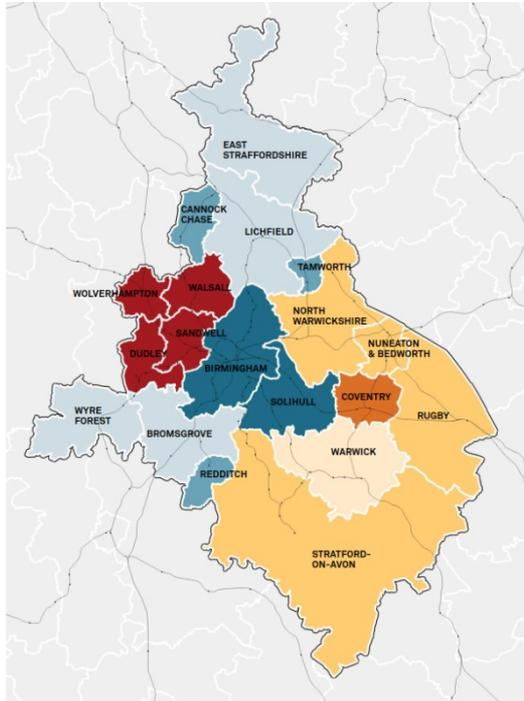 EAST
STRAFFORDSHIRE
CANNOCK
CHASE
LICHFIELD
TAMWORTH
WOLVERHAMPTON
WALSALL
NORTH
WARWICKSHIRE
SANDWELL
NUNEATON
& BEDWORTH
DUDLEY
BIRMINGHAM
COVENTRY
SOLIHULL
WYRE
FOREST
RUGBY
BROMSGROVE
WARWICK
REDDITCH
STRATFORD-
ON-AVON